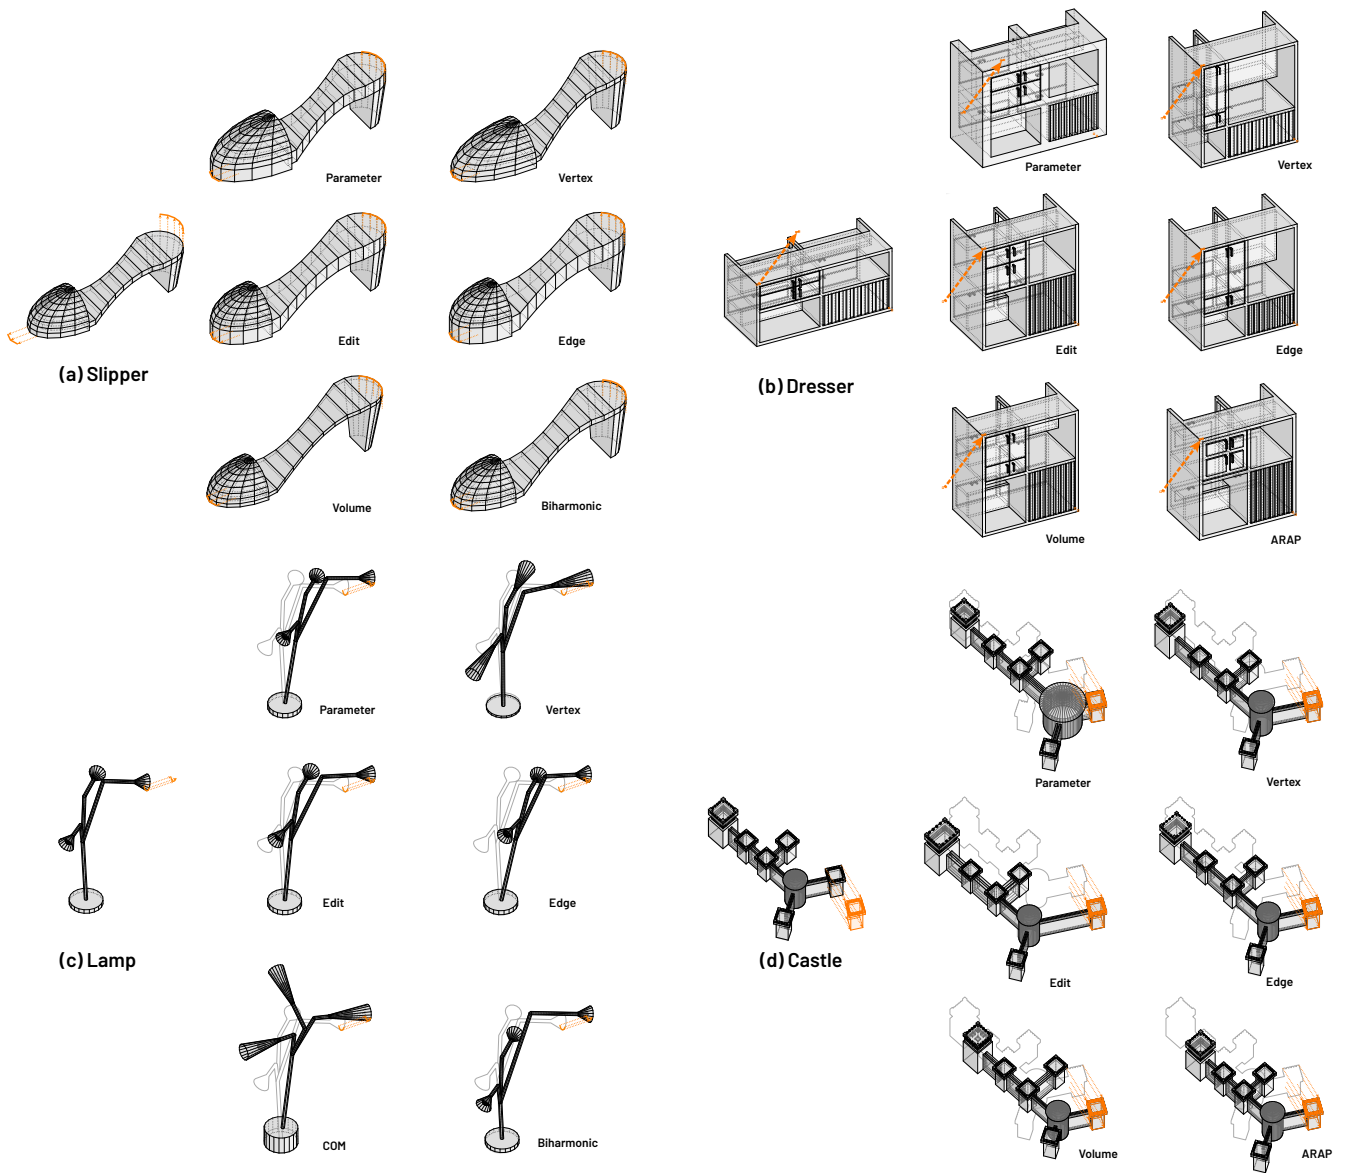 Parameter
Vertex
Edit
Edge
(a) Slipper
Volume
Biharmonic
Parameter
Vertex
Edit
Edge
(b) Dresser
Volume
ARAP
Parameter
Vertex
Edit
Edge
(c) Lamp
COM
Biharmonic
Parameter
Vertex
Edit
Edge
(d) Castle
Volume
ARAP